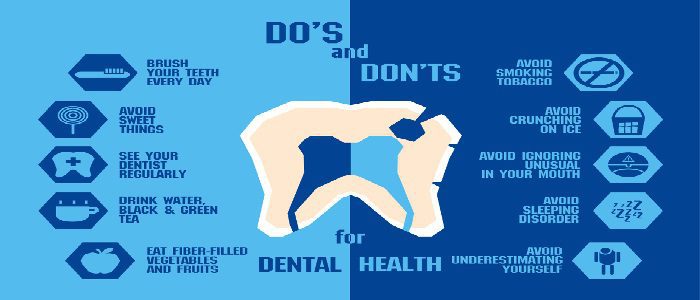 DO'S
and
DON'TS
BRUSH
YOUR TEETH
EVERY DAY
AVOID
SWEET
THINGS
SEE YOUR
DENTIST
REGULARLY
DRINK WATER,
BLACK & GREEN
TEA
EAT FIBER-FILLED
VEGETABLES
AND FRUITS
AVOID
SMOKING
TOBACCO
AVOID
CRUNCHING
ON ICE
AVOID IGNORING
UNUSUAL
IN YOUR MOUTH
AVOID
SLEEPING
DISORDER
zzZZ
ZZZ
AVOID
UNDERESTIMATING
YOURSELF
for
DENTAL HEALTH